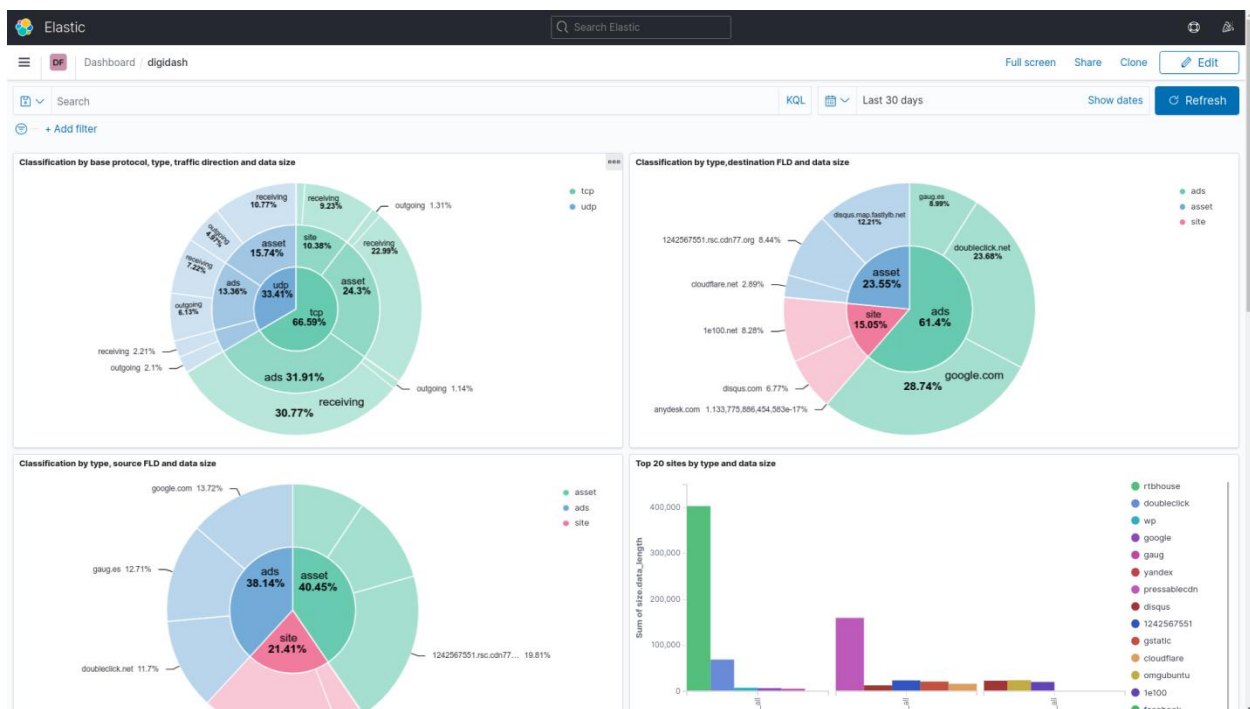 Elastic
Search Elastic
DF Dashboard / digidash
Full screen Share Clone Edit
Search KQL Last 30 days Show dates Refresh
+ Add filter
Classification by base protocol, type, traffic direction and data size
receiving 10.77%
receiving 9.23%
outgoing 1.31%
outgoing 4.97%
asset 15.74%
site 10.38%
receiving 22.99%
receiving 7.22%
ads 13.36%
udp 33.41%
asset 24.3%
tcp 66.59%
outgoing 6.13%
receiving 2.21%
outgoing 2.1%
ads 31.91%
outgoing 1.14%
receiving 30.77%
tcp
udp
Classification by type,destination FLD and data size
gaug.es 8.99%
disqus.map.fastlylb.net 12.21%
1242567551.rsc.cdn77.org 8.44%
doubleclick.net 23.68%
asset 23.55%
cloudflare.net 2.89%
site 15.05%
ads 61.4%
1e100.net 8.28%
google.com 28.74%
disqus.com 6.77%
anydesk.com 1.133,775,886,454,583e-17%
ads
asset
site
Classification by type, source FLD and data size
google.com 13.72%
gaug.es 12.71%
ads 38.14%
asset 40.45%
site 21.41%
1242567551.rsc.cdn77... 19.81%
doubleclick.net 11.7%
asset
ads
site
Top 20 sites by type and data size
Sum of size.data_length
400,000
300,000
200,000
100,000
0
_all
_all
_all
rtbhouse
doubleclick
wp
google
gaug
yandex
pressablecdn
disqus
1242567551
gstatic
cloudflare
omgubuntu
1e100